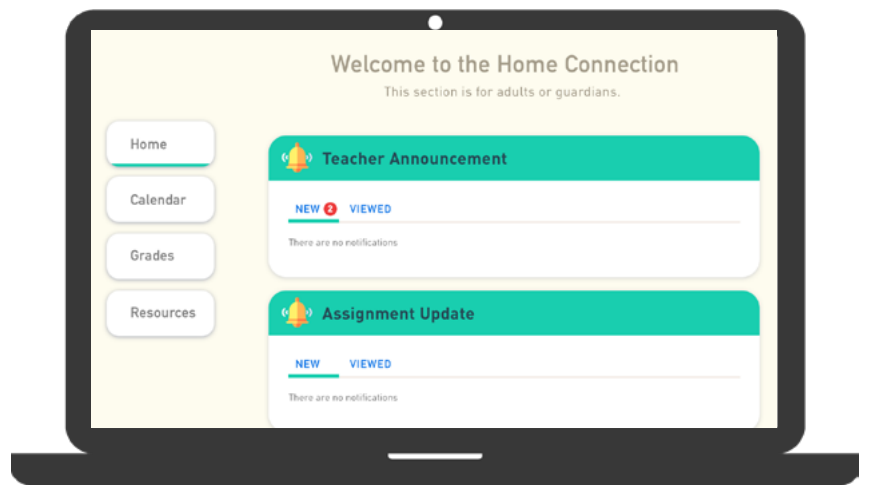 Welcome to the Home Connection
This section is for adults or guardians.
Home
Calendar
Grades
Resources
Teacher Announcement
NEW 2 VIEWED
There are no notifications
Assignment Update
NEW VIEWED
There are no notifications